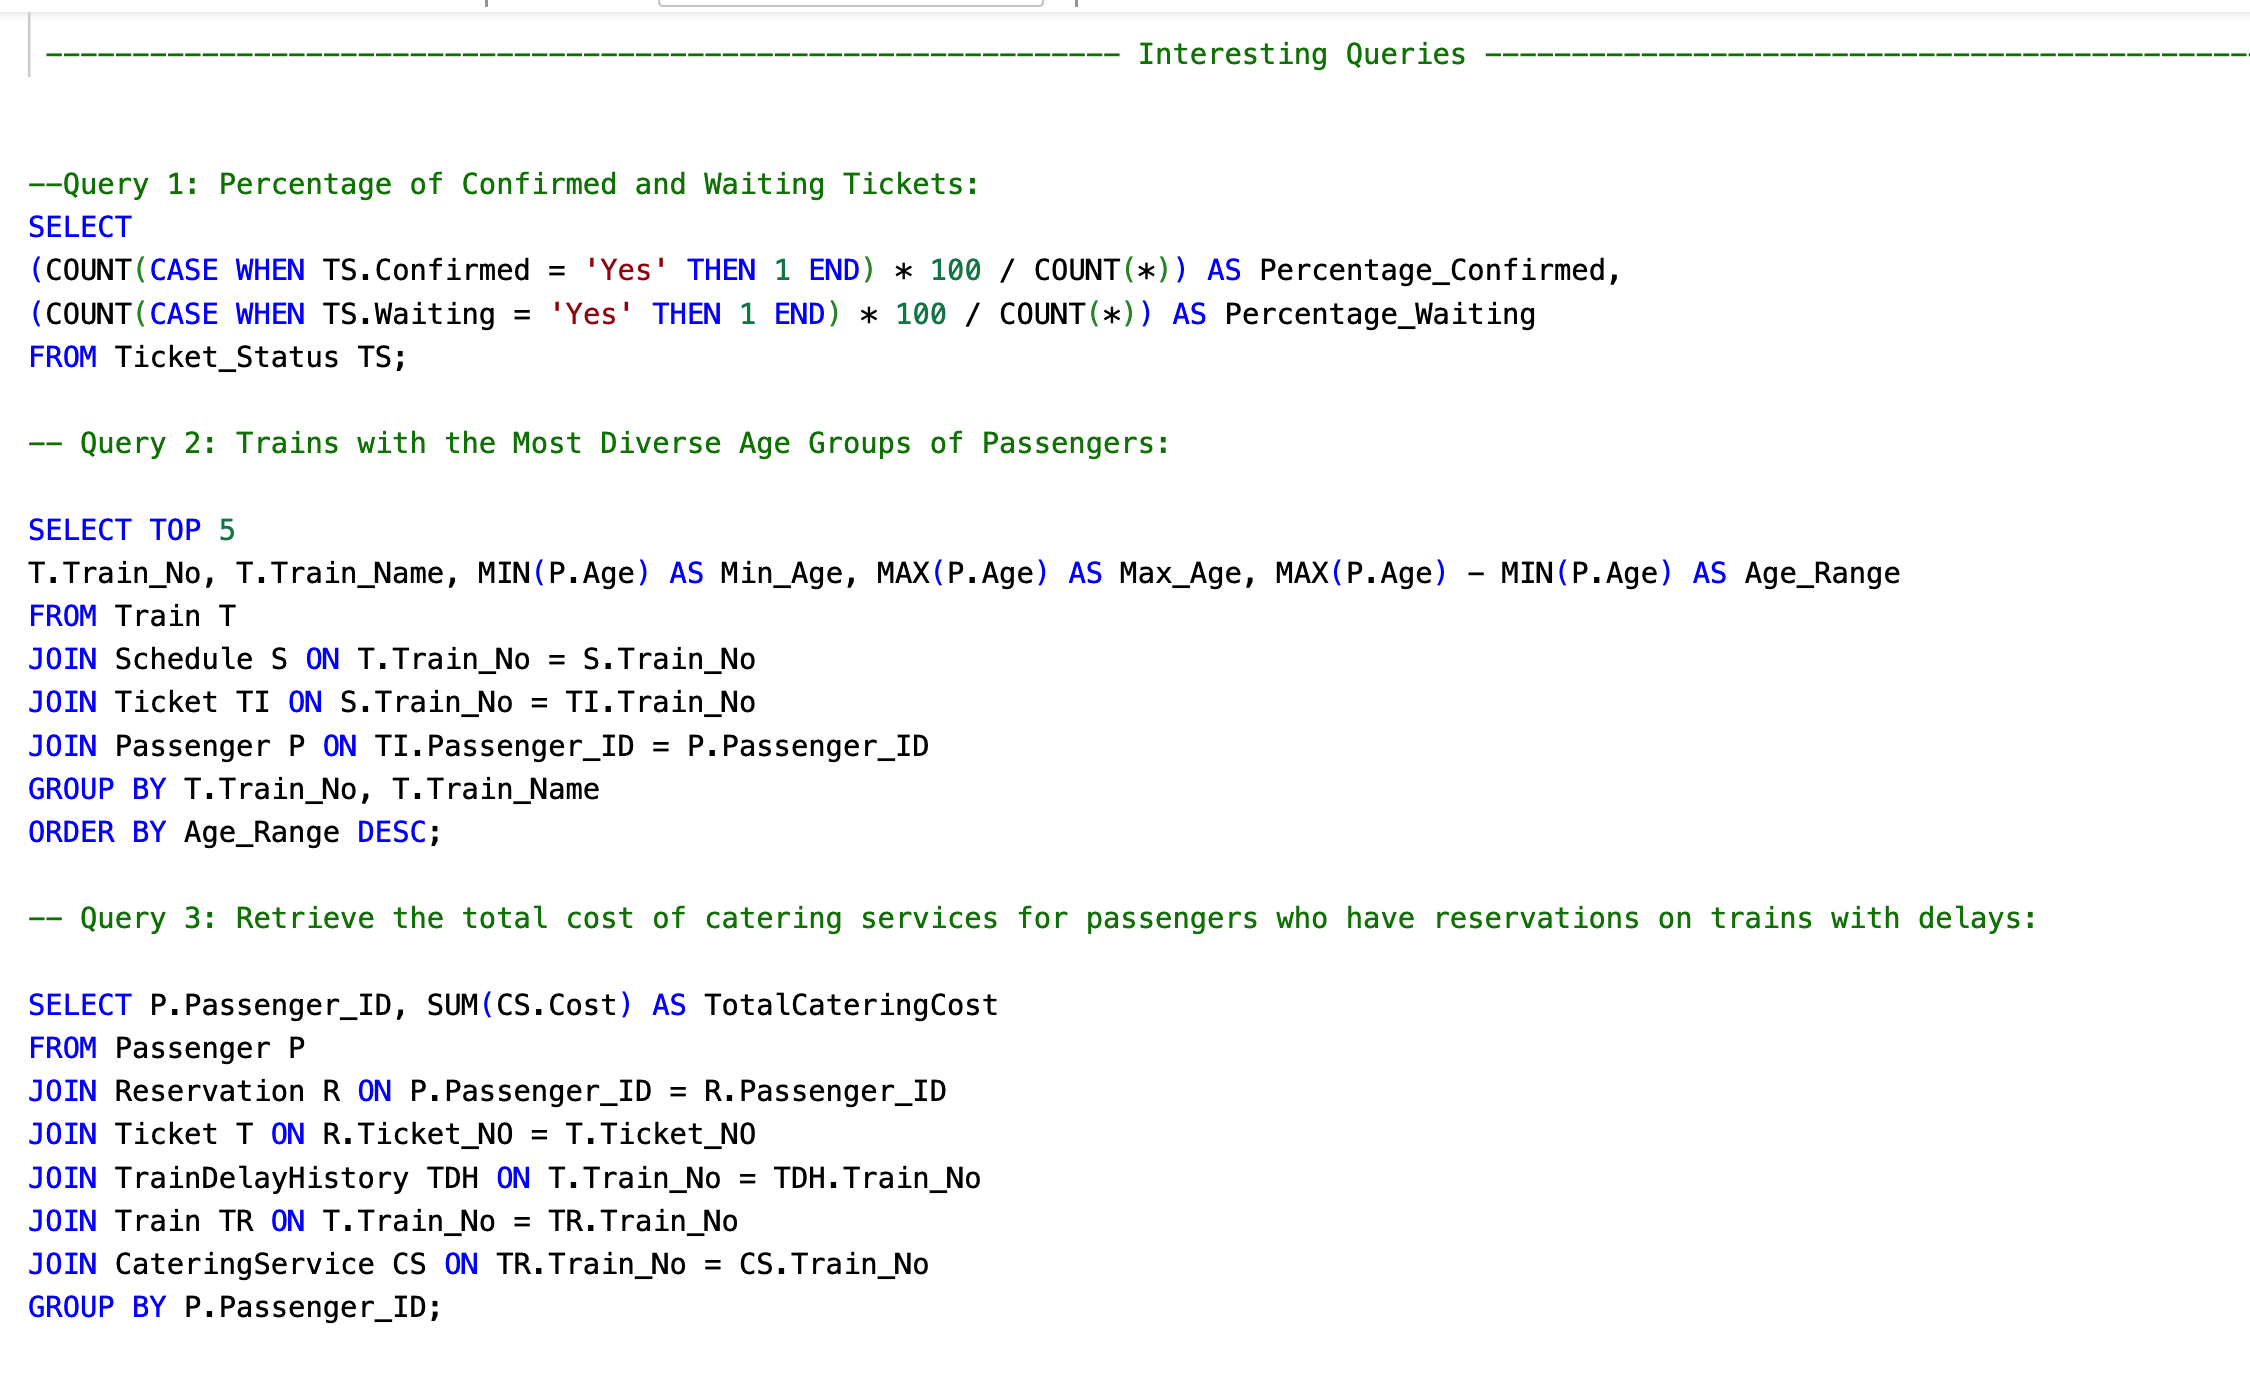 -------------------------------------------------------------- Interesting Queries --------------------------------------------
--Query 1: Percentage of Confirmed and Waiting Tickets:
SELECT
(COUNT(CASE WHEN TS.Confirmed = 'Yes' THEN 1 END) * 100 / COUNT(*)) AS Percentage_Confirmed,
(COUNT(CASE WHEN TS.Waiting = 'Yes' THEN 1 END) * 100 / COUNT(*)) AS Percentage_Waiting
FROM Ticket_Status TS;
-- Query 2: Trains with the Most Diverse Age Groups of Passengers:
SELECT TOP 5
T.Train_No, T.Train_Name, MIN(P.Age) AS Min_Age, MAX(P.Age) AS Max_Age, MAX(P.Age) - MIN(P.Age) AS Age_Range
FROM Train T
JOIN Schedule S ON T.Train_No = S.Train_No
JOIN Ticket TI ON S.Train_No = TI.Train_No
JOIN Passenger P ON TI.Passenger_ID = P.Passenger_ID
GROUP BY T.Train_No, T.Train_Name
ORDER BY Age_Range DESC;
-- Query 3: Retrieve the total cost of catering services for passengers who have reservations on trains with delays:
SELECT P.Passenger_ID, SUM(CS.Cost) AS TotalCateringCost
FROM Passenger P
JOIN Reservation R ON P.Passenger_ID = R.Passenger_ID
JOIN Ticket T ON R.Ticket_NO = T.Ticket_NO
JOIN TrainDelayHistory TDH ON T.Train_No = TDH.Train_No
JOIN Train TR ON T.Train_No = TR.Train_No
JOIN CateringService CS ON TR.Train_No = CS.Train_No
GROUP BY P.Passenger_ID;